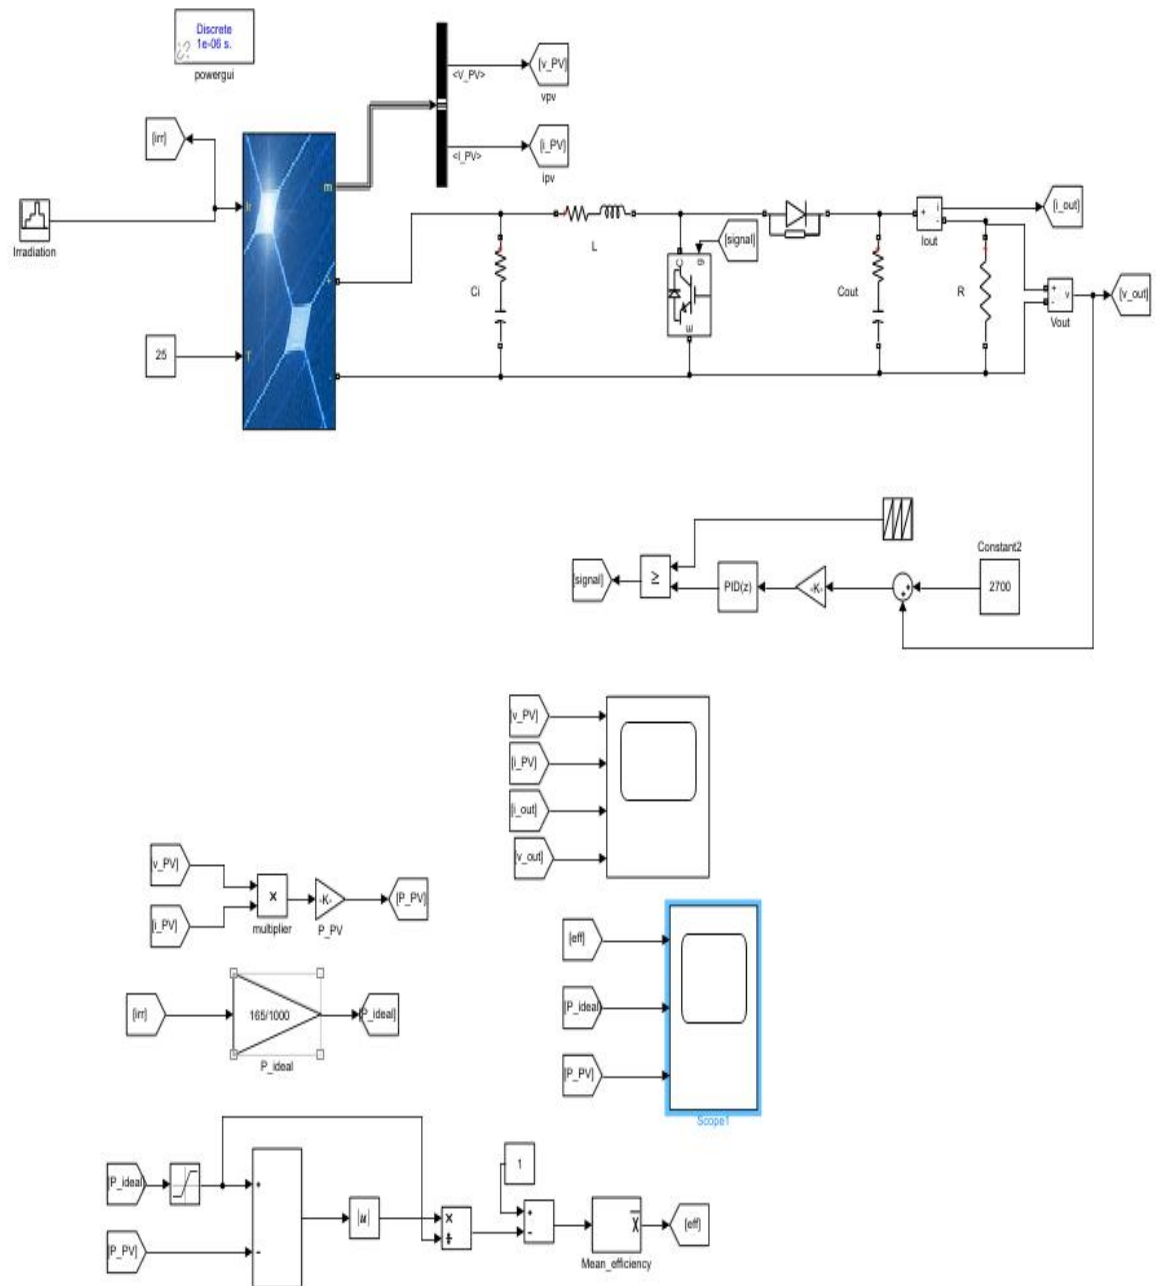 Discrete
1e-06 s.
powergui
<V_PV>
[v_PV]
vpv
<I_PV>
[i_PV]
ipv
[irr]
Ir
m
Irradiation
+
25
T
-
L
[signal]
g
C
E
Ci
Cout
+
i
-
Iout
[i_out]
R
+
-
v
Vout
[v_out]
Constant2
2700
+
+
-K-
PID(z)
≥
[signal]
[v_PV]
[i_PV]
[i_out]
[v_out]
[v_PV]
[i_PV]
×
multiplier
-K-
P_PV
[P_PV]
[irr]
165/1000
P_ideal
[P_ideal]
[eff]
[P_ideal]
[P_PV]
Scope1
[P_ideal]
[P_PV]
+
-
|u|
×
÷
1
+
-
X
Mean_efficiency
[eff]